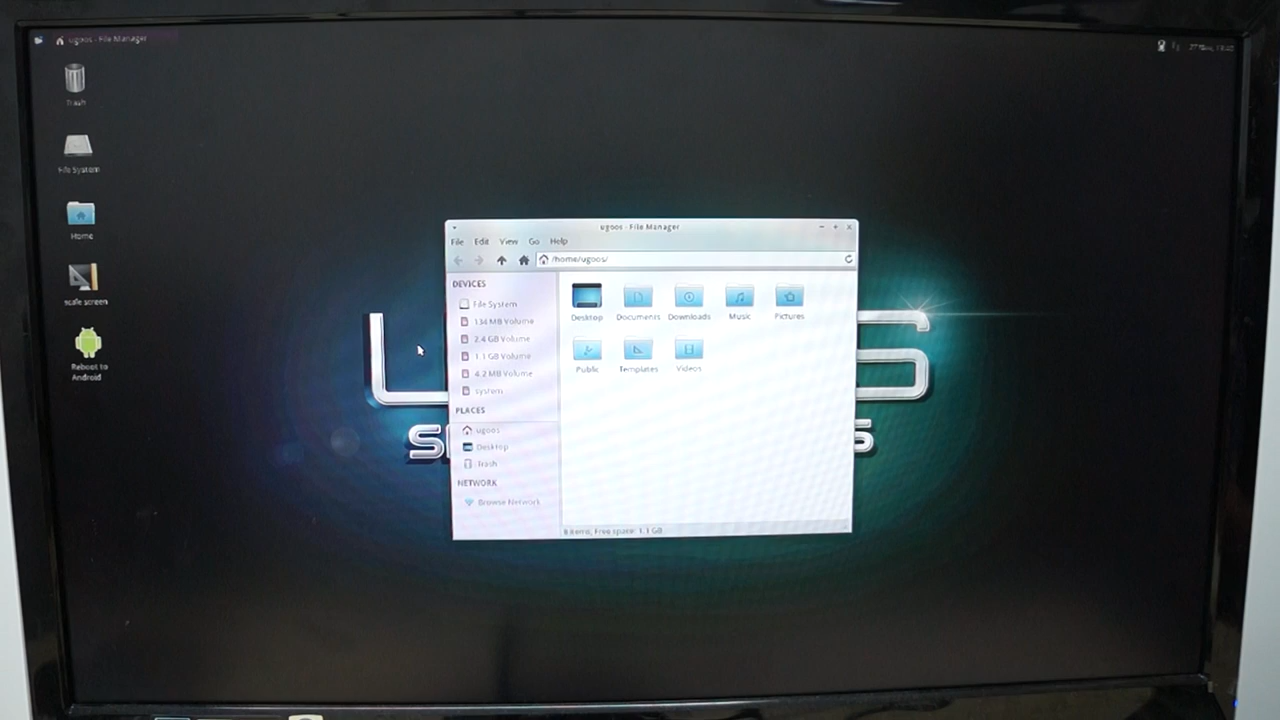 ugoos - File Manager
Trash
File System
Home
scale screen
Reboot to
Android
ugoos - File Manager
File Edit View Go Help
/home/ugoos/
DEVICES
File System
134 MB Volume
2.4 GB Volume
1.1 GB Volume
4.2 MB Volume
system
PLACES
ugoos
Desktop
Trash
NETWORK
Browse Network
Desktop Documents Downloads Music Pictures
Public Templates Videos
8 items, Free space: 1.1 GB